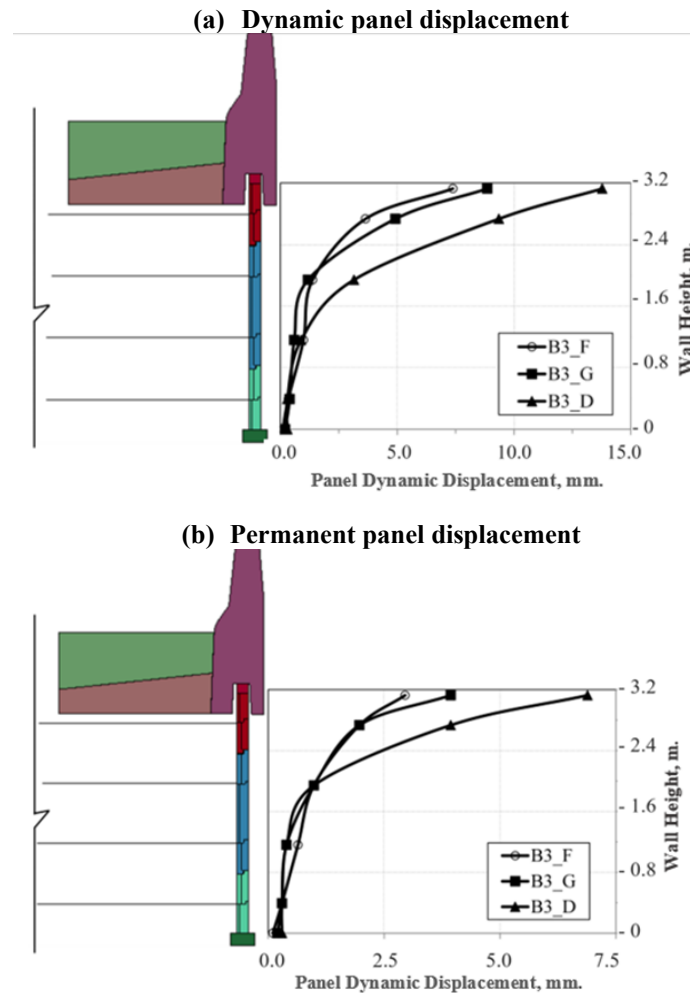 (a) Dynamic panel displacement
- 3.2
- 2.4
- 1.6
- 0.8
- 0
Wall Height, m.
B3_F
B3_G
B3_D
0.0 5.0 10.0 15.0
Panel Dynamic Displacement, mm.
(b) Permanent panel displacement
- 3.2
- 2.4
- 1.6
- 0.8
- 0
Wall Height, m.
B3_F
B3_G
B3_D
0.0 2.5 5.0 7.5
Panel Dynamic Displacement, mm.